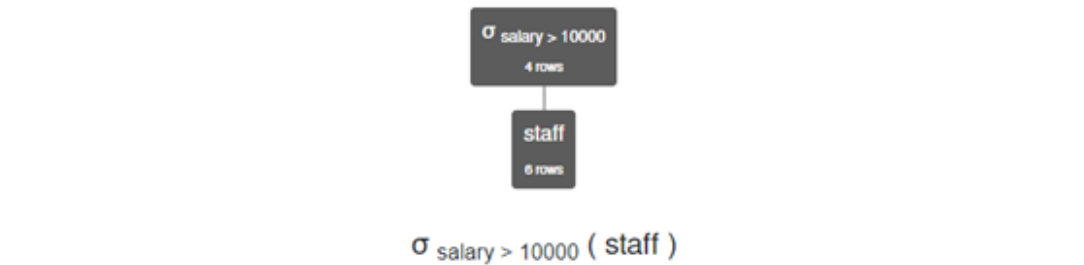 σ salary > 10000
4 rows
staff
6 rows
σ salary > 10000 ( staff )